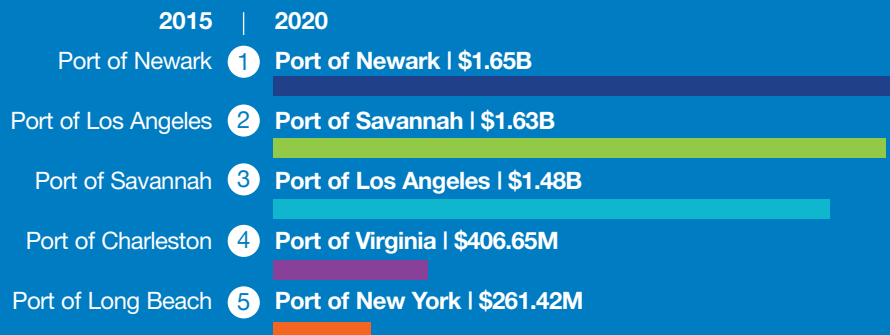 2015 | 2020
Port of Newark 1 Port of Newark | $1.65B
Port of Los Angeles 2 Port of Savannah | $1.63B
Port of Savannah 3 Port of Los Angeles | $1.48B
Port of Charleston 4 Port of Virginia | $406.65M
Port of Long Beach 5 Port of New York | $261.42M